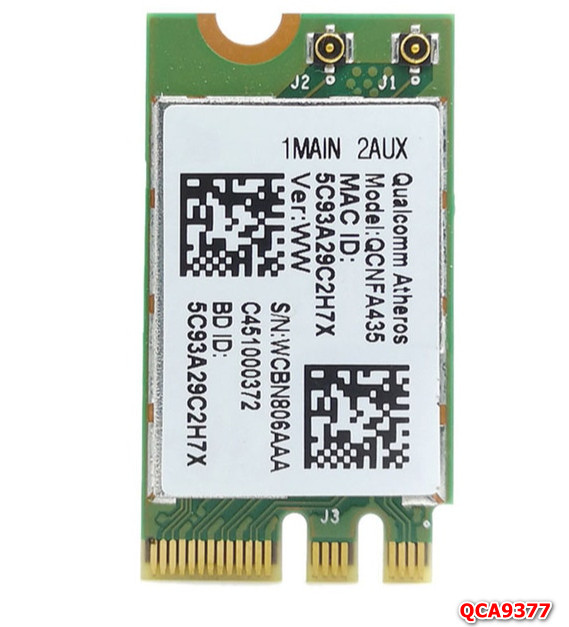 J2 J1
1MAIN 2AUX
Qualcomm Atheros
Model:QCNFA435
MAC ID:
5C93A29C2H7X
Ver:WW
S/N:WCBN806AAA
C451000372
BD ID:
5C93A29C2H7X
J3
QCA9377